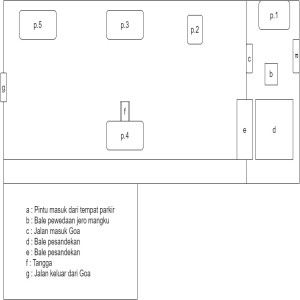 p.1
p.5
p.3
p.2
c
b
g
f
p.4
e
d
a : Pintu masuk dari tempat parkir
b : Bale pewedaan jero mangku
c : Jalan masuk Goa
d : Bale pesandekan
e : Bale pesandekan
f : Tangga
g : Jalan keluar dari Goa